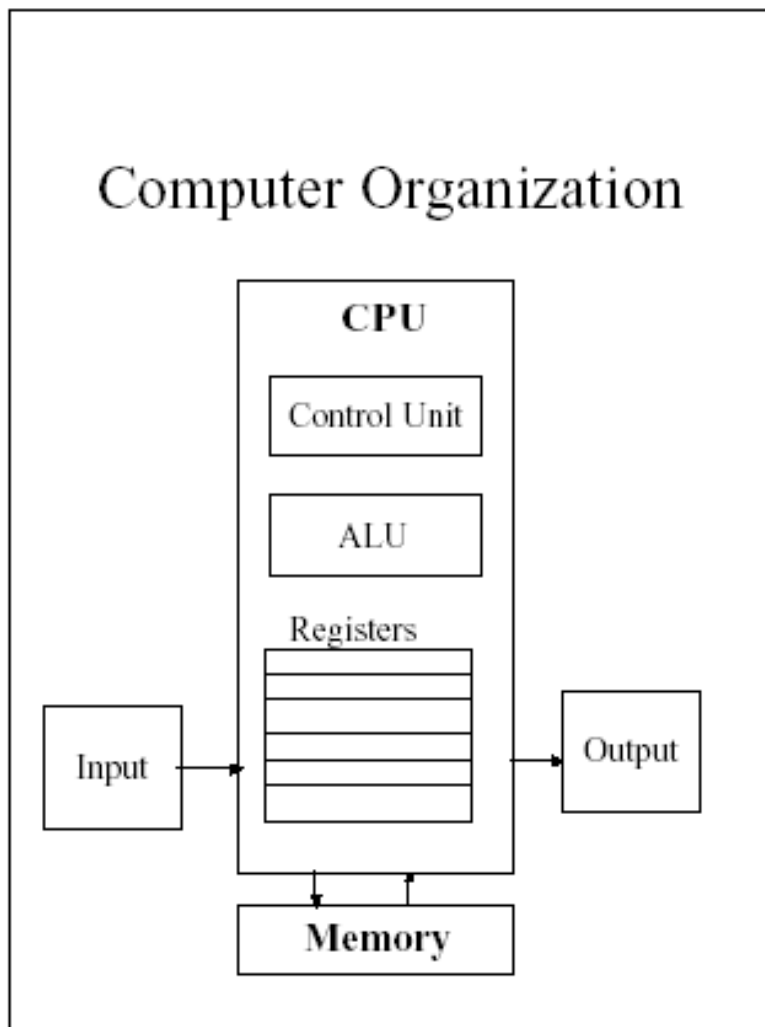 Computer Organization
CPU
Control Unit
ALU
Registers
Input
Output
Memory